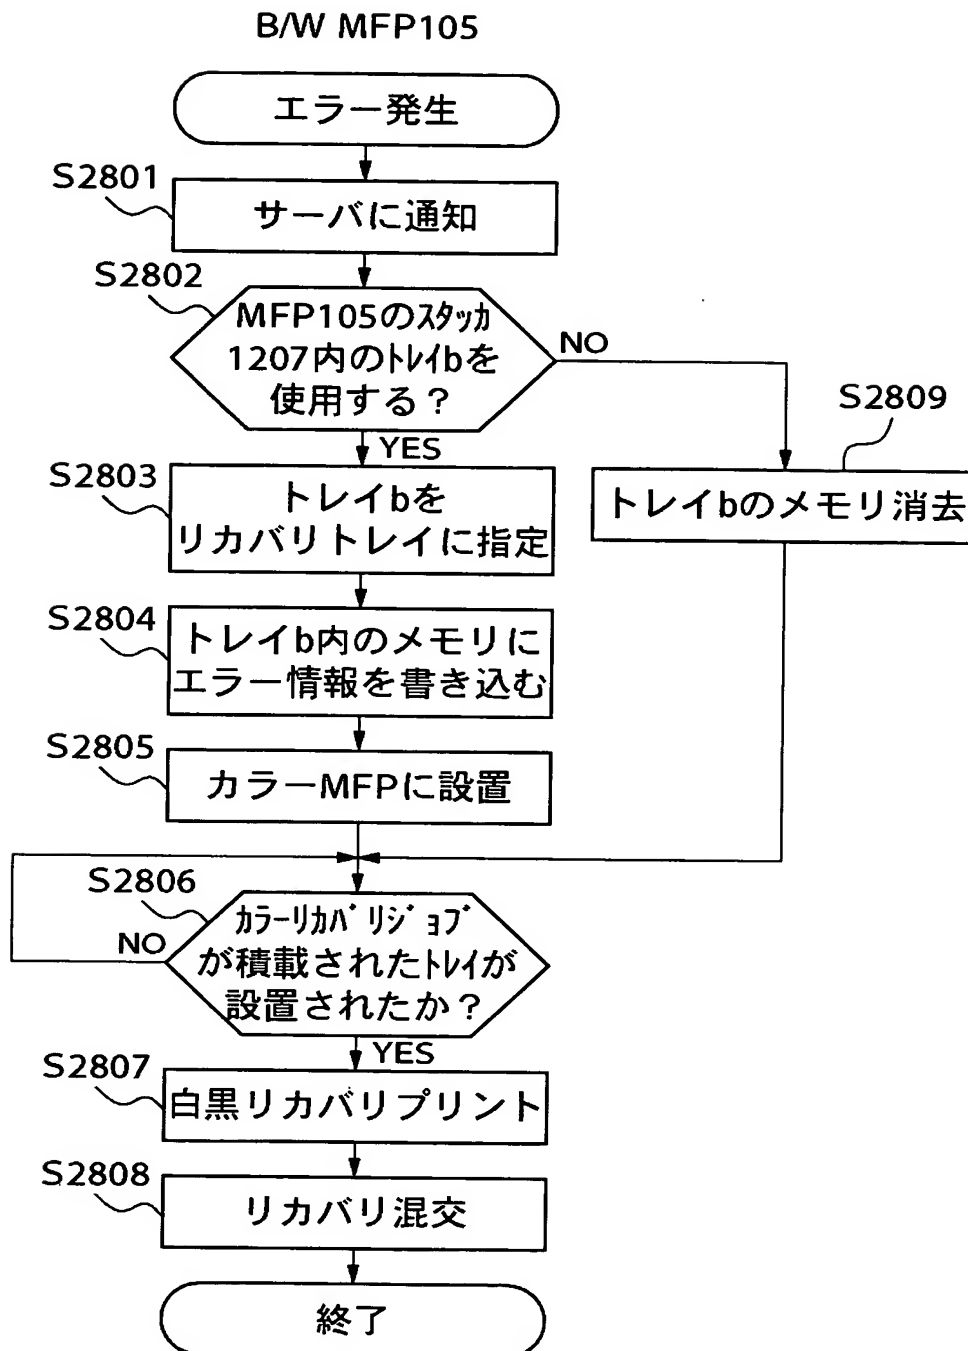 B/W MFP105
エラー発生
S2801
サーバに通知
S2802
MFP105のｽﾀｯｶ
1207内のﾄﾚｲbを
使用する？
NO
YES
S2809
トレイbのメモリ消去
S2803
トレイbを
リカバリトレイに指定
S2804
トレイb内のメモリに
エラー情報を書き込む
S2805
カラーMFPに設置
S2806
ｶﾗｰﾘｶﾊﾞﾘｼﾞｮﾌﾞ
が積載されたﾄﾚｲが
設置されたか？
NO
YES
S2807
白黒リカバリプリント
S2808
リカバリ混交
終了